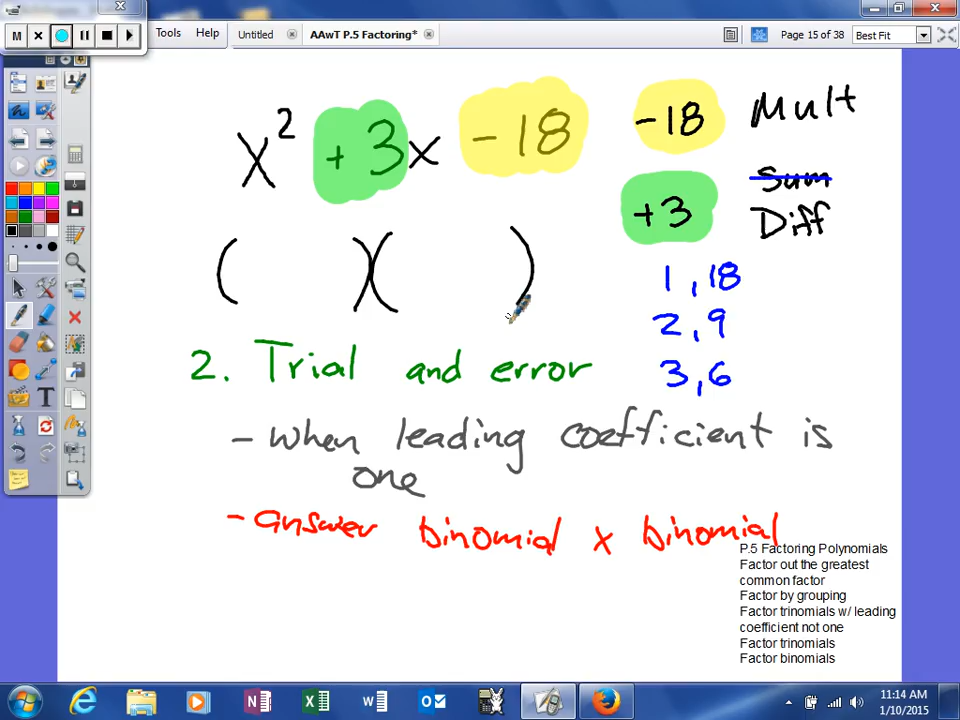 M
Tools Help Untitled AAwT P.5 Factoring* Page 15 of 38 Best Fit
x² + 3x - 18
-18 Mult
Sum
+3 Diff
( )( )
1, 18
2, 9
3, 6
2. Trial and error
- when leading coefficient is
one
- answer binomial x binomial
P.5 Factoring Polynomials
Factor out the greatest
common factor
Factor by grouping
Factor trinomials w/ leading
coefficient not one
Factor trinomials
Factor binomials
11:14 AM
1/10/2015